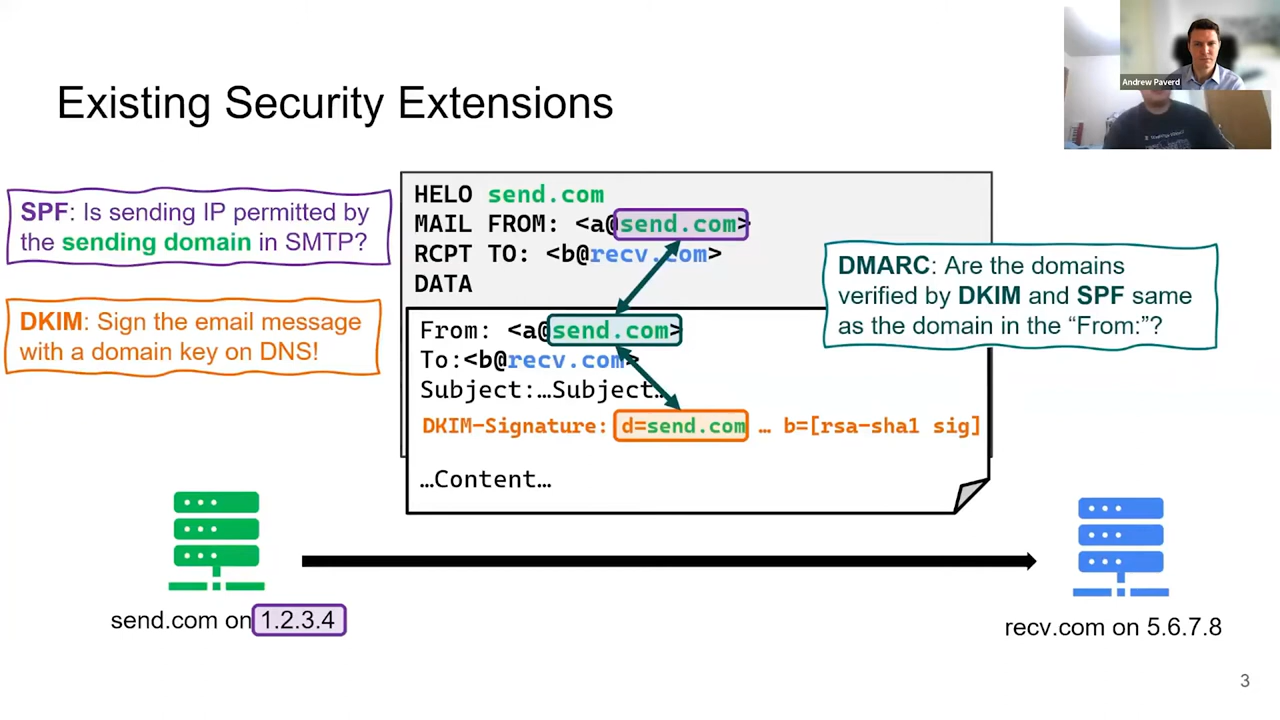 Andrew Paverd
Existing Security Extensions
SPF: Is sending IP permitted by
the sending domain in SMTP?
DKIM: Sign the email message
with a domain key on DNS!
HELO send.com
MAIL FROM: <a@send.com>
RCPT TO: <b@recv.com>
DATA
From: <a@send.com>
To:<b@recv.com>
Subject:…Subject…
DKIM-Signature: d=send.com … b=[rsa-sha1 sig]
…Content…
DMARC: Are the domains
verified by DKIM and SPF same
as the domain in the “From:”?
send.com on 1.2.3.4
recv.com on 5.6.7.8
3